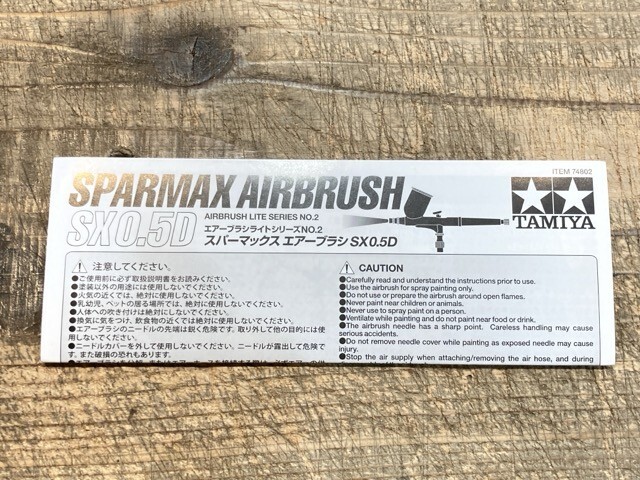 ITEM 74802
SPARMAX AIRBRUSH
SX0.5D
AIRBRUSH LITE SERIES NO.2
エアーブラシライトシリーズNO.2
スパーマックス エアーブラシ SX0.5D
TAMIYA
注意してください。
●ご使用前に必ず取扱説明書をお読みください。
●塗装以外の用途には使用しないでください。
●火気の近くでは、絶対に使用しないでください。
●乳幼児、ペットの居る場所では、絶対に使用しないでください。
●人体への吹き付けは絶対に使用しないでください。
●換気に気をつけ、飲食物の近くでは絶対に使用しないでください。
●エアーブラシのニードルの先端は鋭く危険です。取り外して他の目的には使
用しないでください。
●ニードルカバーを外して使用しないでください。ニードルが露出して危険で
す。また破損の恐れもあります。
CAUTION
●Carefully read and understand the instructions prior to use.
●Use the airbrush for spray painting only.
●Do not use or prepare the airbrush around open flames.
●Never paint near children or animals.
●Never use to spray paint on a person.
●Ventilate while painting and do not paint near food or drink.
●The airbrush needle has a sharp point. Careless handling may cause
serious accidents.
●Do not remove needle cover while painting as exposed needle may cause
injury.
●Stop the air supply when attaching/removing the air hose, and during